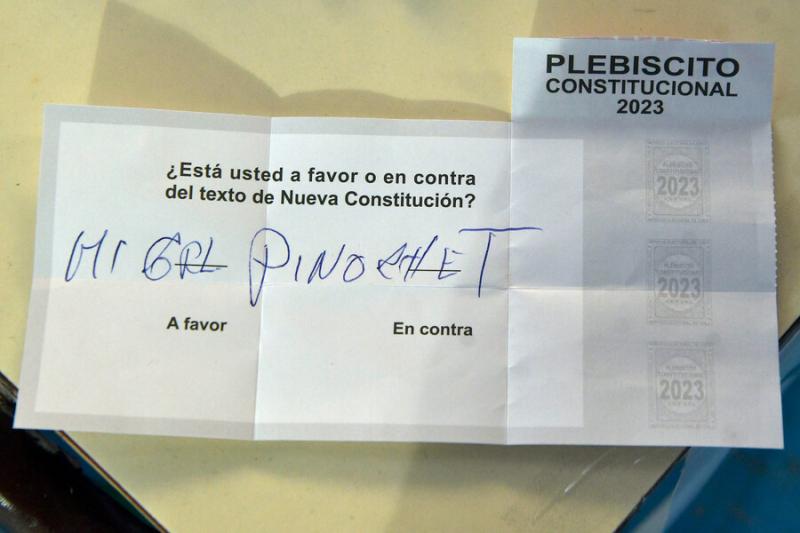 PLEBISCITO
CONSTITUCIONAL
2023
¿Está usted a favor o en contra
del texto de Nueva Constitución?
MI GRL PINOCHET
A favor
En contra
2023
2023
2023